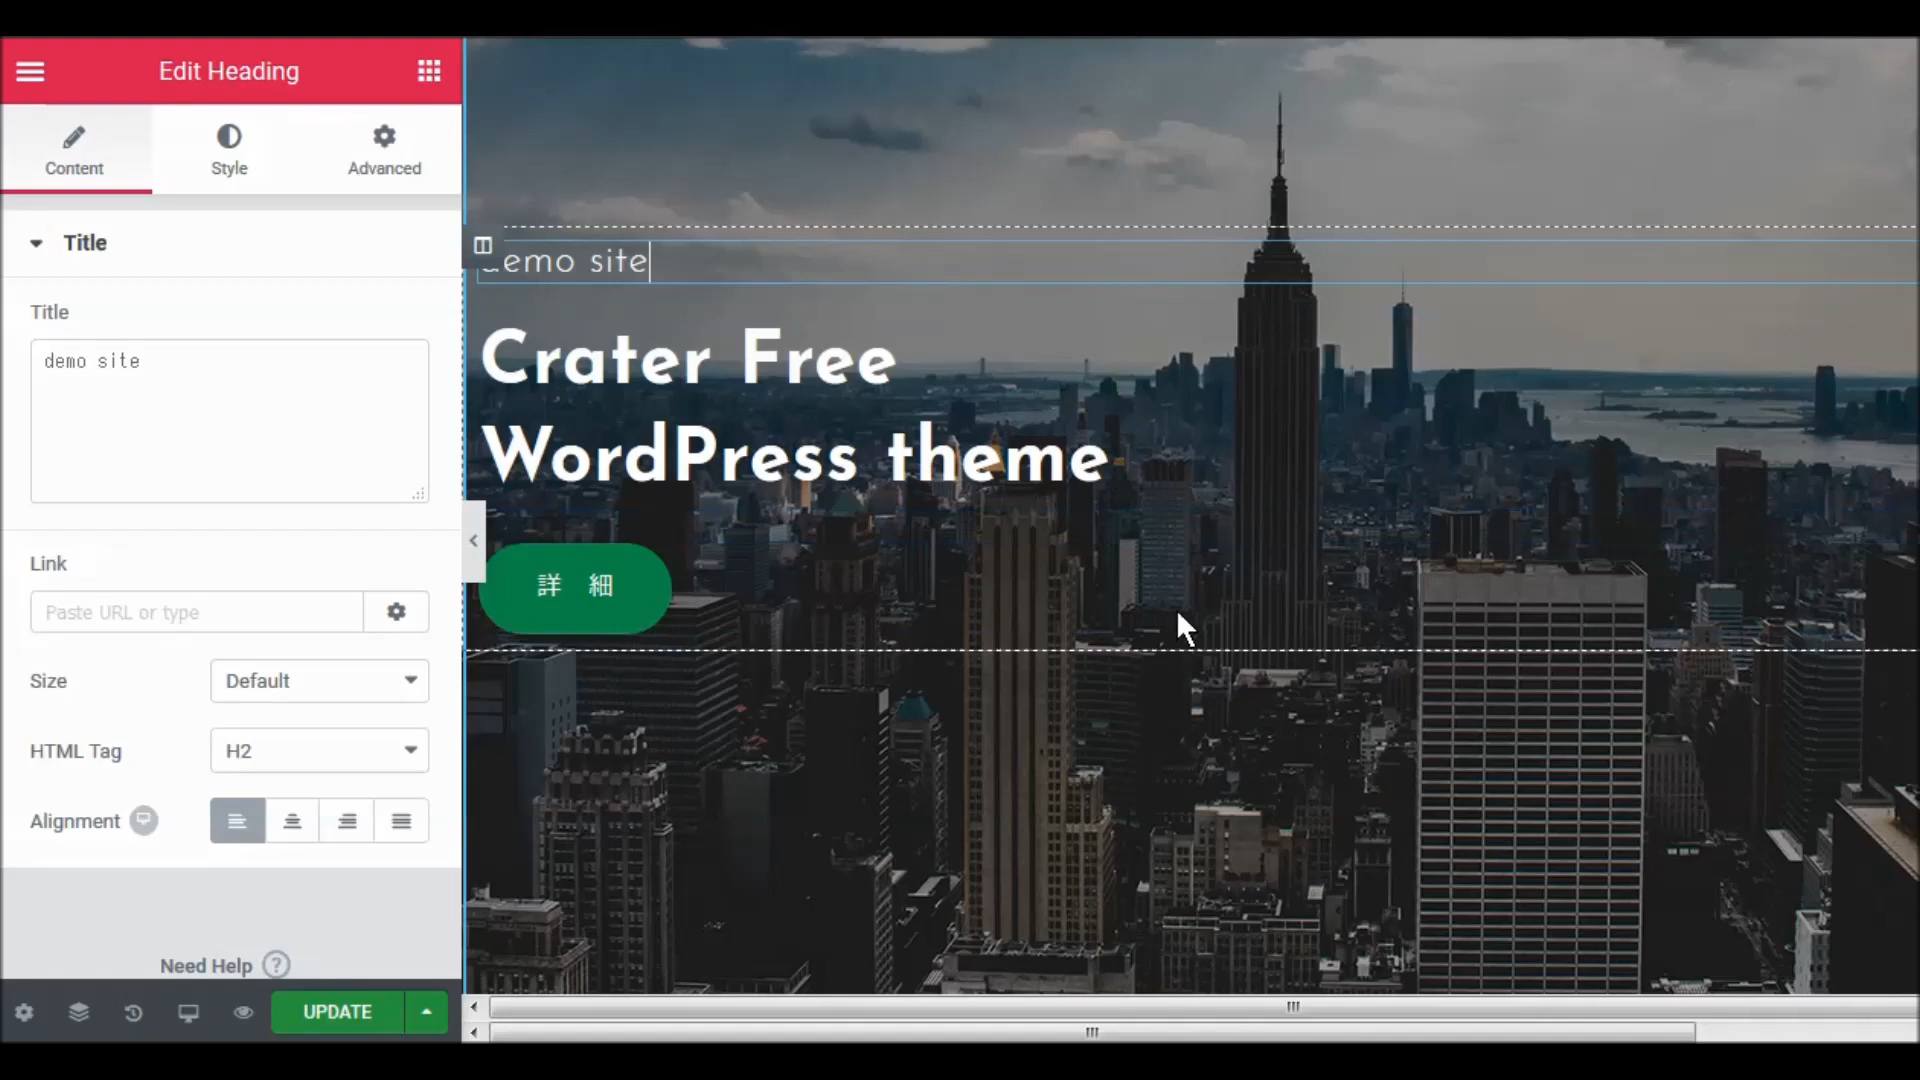 Edit Heading
Content
Style
Advanced
Title
Title
demo site
Link
Paste URL or type
Size
Default
HTML Tag
H2
Alignment
Need Help ?
UPDATE
demo site
Crater Free
WordPress theme
詳 細